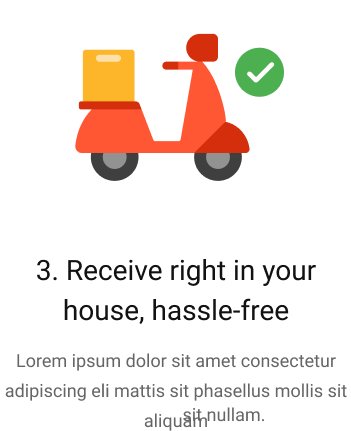 3. Receive right in your
house, hassle-free
Lorem ipsum dolor sit amet consectetur
adipiscing eli mattis sit phasellus mollis sit
aliquam
sit nullam.